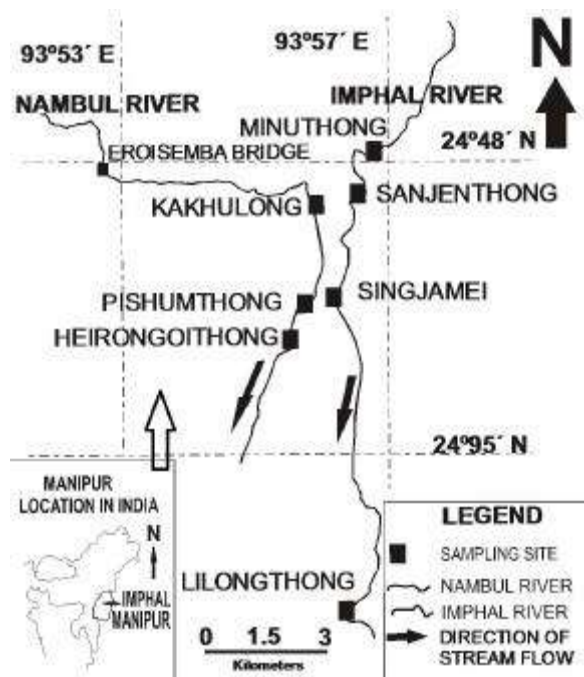 93º53´ E
93º57´ E
N
NAMBUL RIVER
IMPHAL RIVER
MINUTHONG
24º48´ N
EROISEMBA BRIDGE
SANJENTHONG
KAKHULONG
PISHUMTHONG
SINGJAMEI
HEIRONGOITHONG
24º95´ N
MANIPUR
LOCATION IN INDIA
N
IMPHAL
MANIPUR
LILONGTHONG
0 1.5 3
Kilometers
LEGEND
SAMPLING SITE
NAMBUL RIVER
IMPHAL RIVER
DIRECTION OF
STREAM FLOW